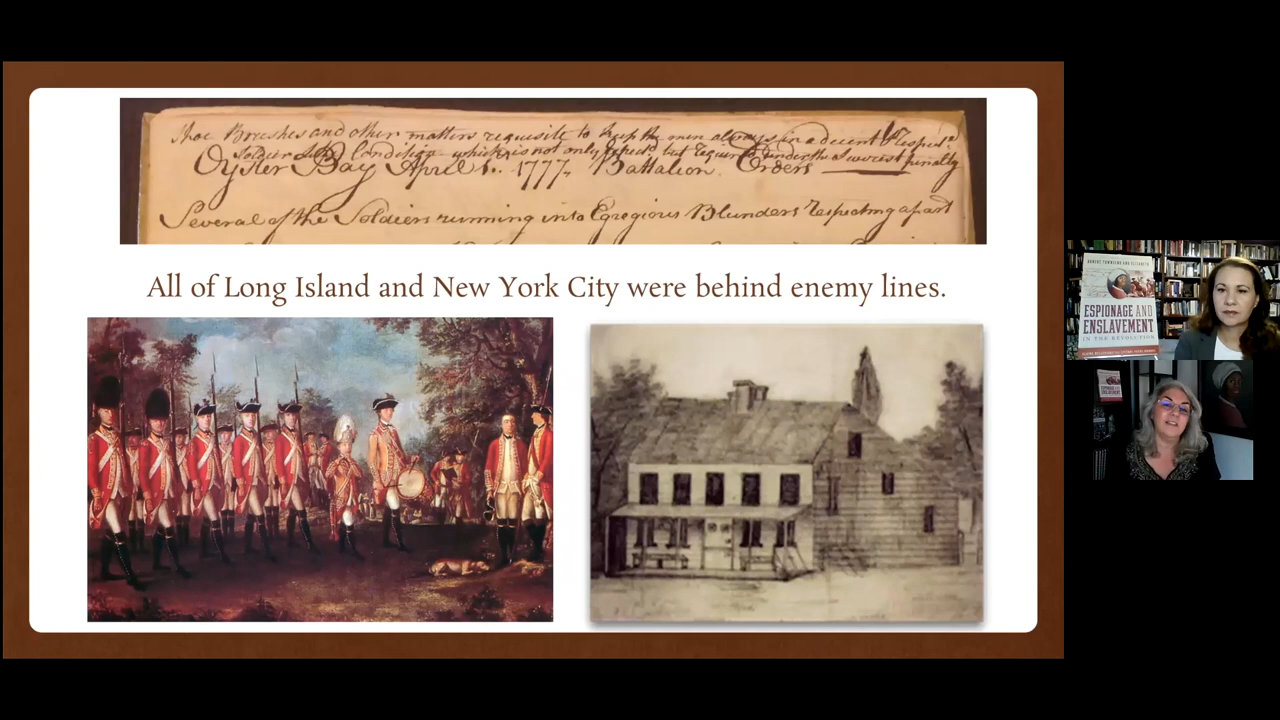 Shoe Brushes and other matters requisite to keep the men always in a decent
Soldier like Condition which is not only expected but required under the Severest penalty
Oyster Bay April 1. 1777. Battalion Orders
Several of the Soldiers running into Egregious Blunders respecting apart
All of Long Island and New York City were behind enemy lines.
ESPIONAGE AND
ENSLAVEMENT
IN THE REVOLUTION